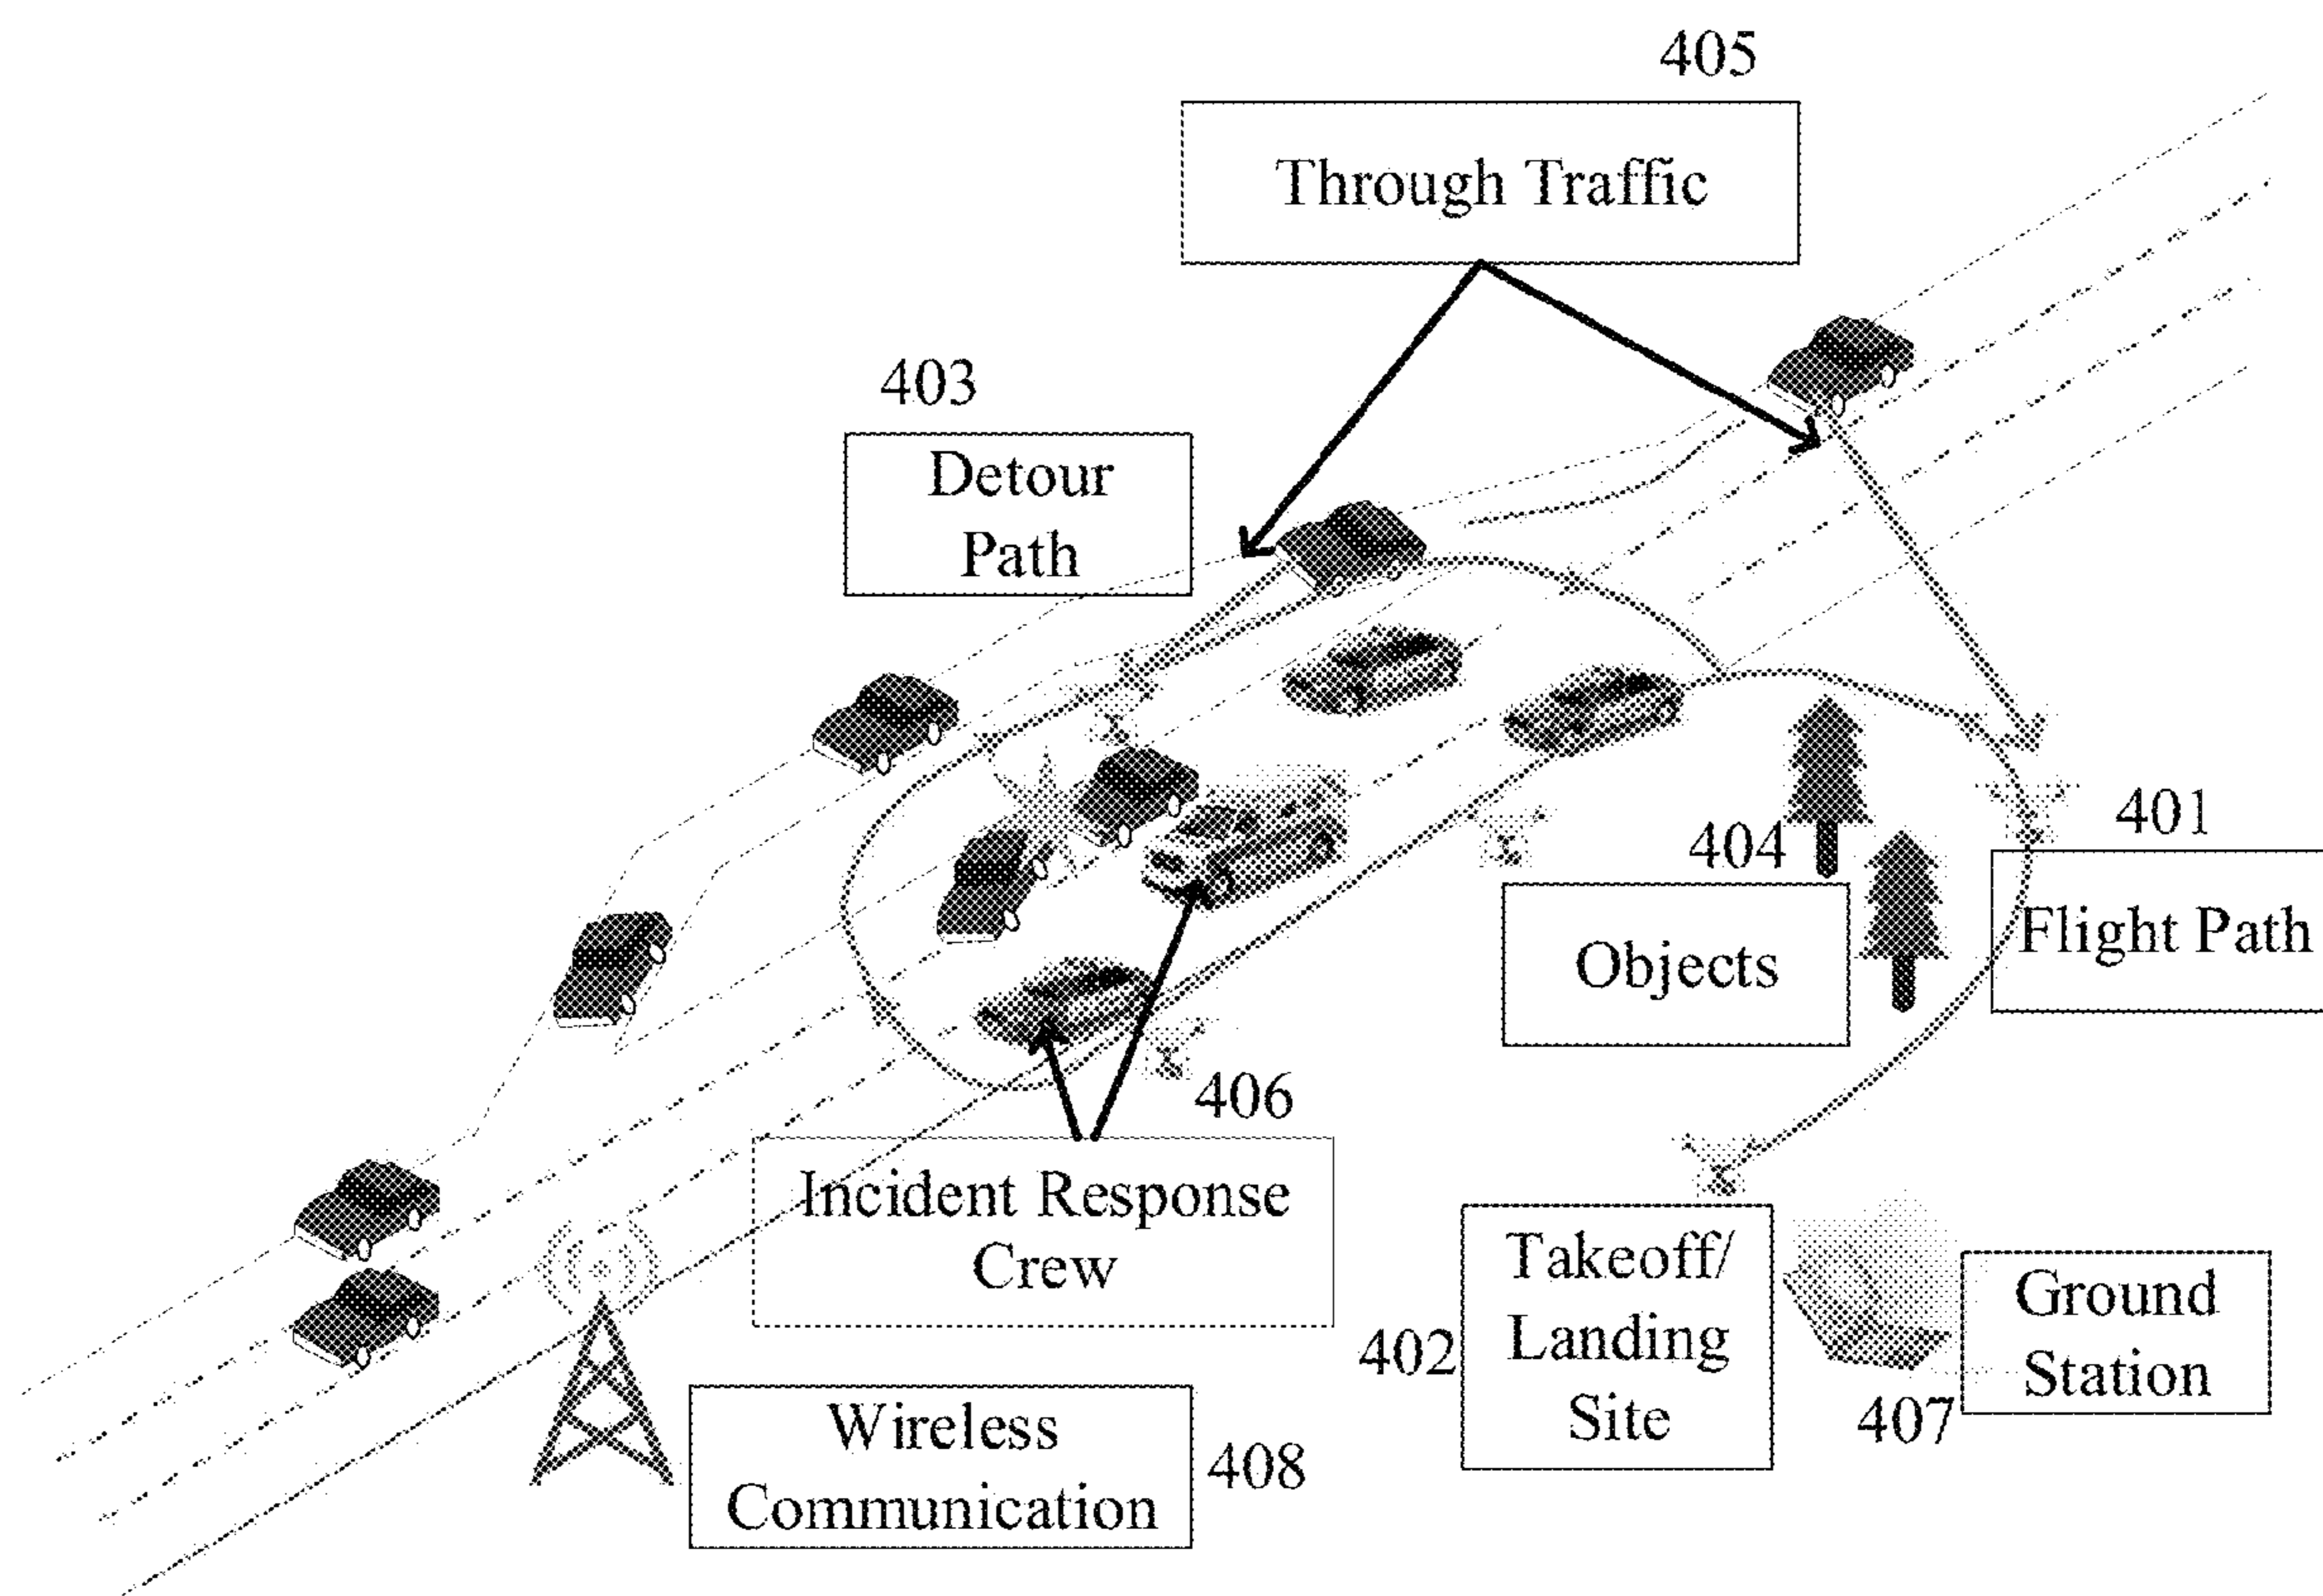 405
Through Traffic
403
Detour
Path
401
Flight Path
404
Objects
406
Incident Response
Crew
402
Takeoff/
Landing
Site
Ground
Station
407
Wireless
Communication
408